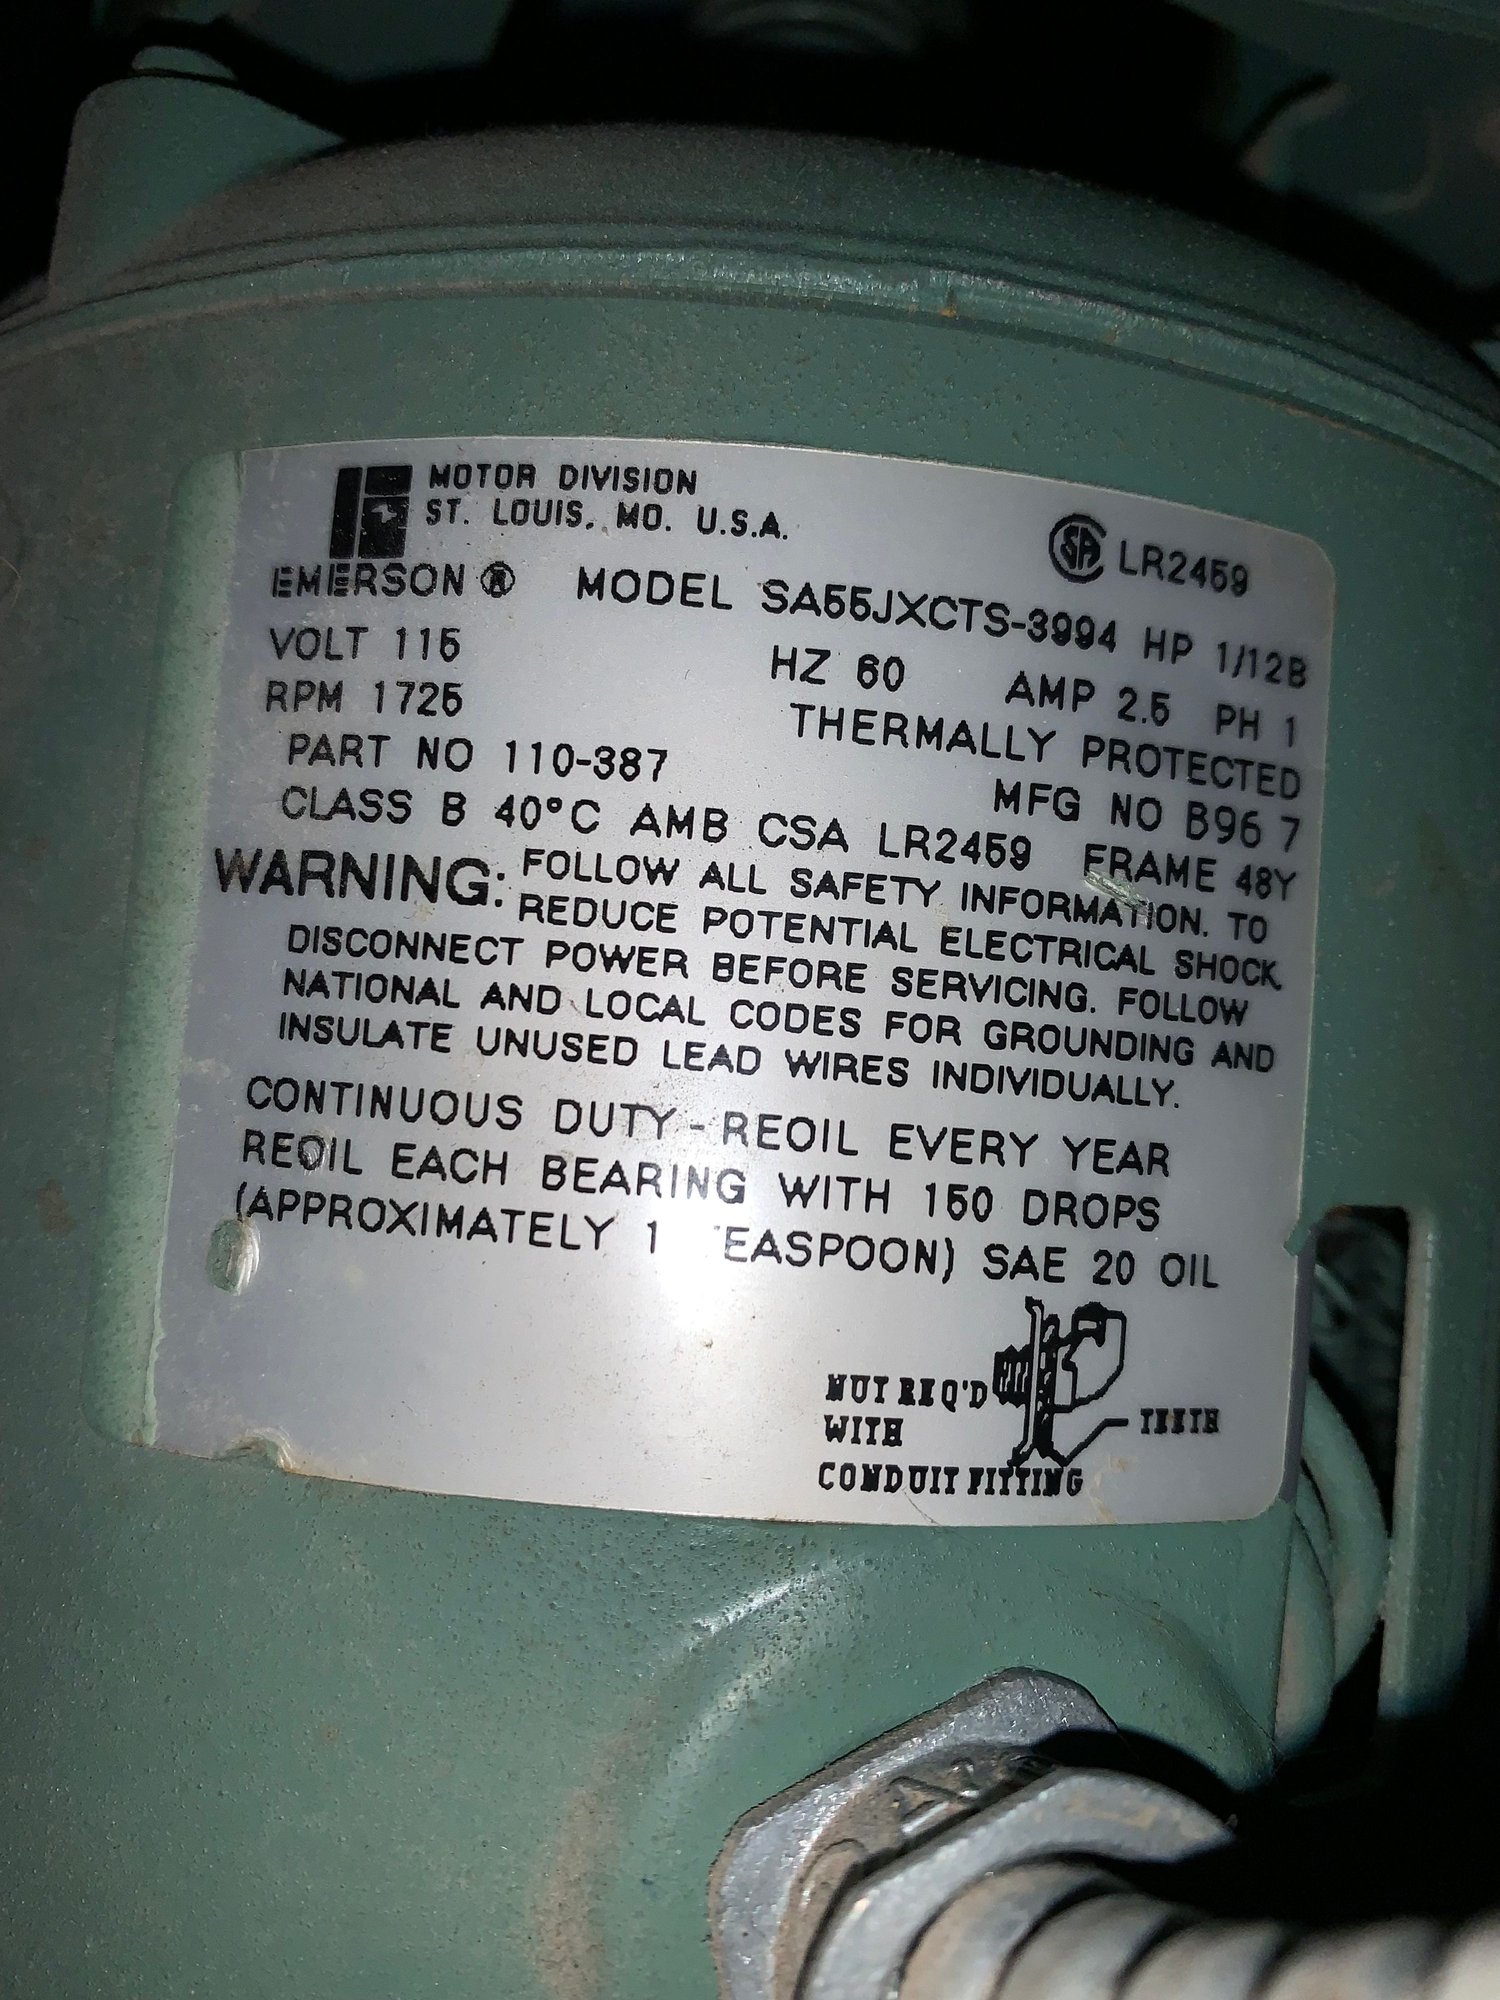 MOTOR DIVISION
ST. LOUIS, MO. U.S.A.
SA LR2459
EMERSON ® MODEL SA55JXCTS-3994 HP 1/12B
VOLT 115 HZ 60 AMP 2.5 PH 1
RPM 1725 THERMALLY PROTECTED
PART NO 110-387 MFG NO B96 7
CLASS B 40°C AMB CSA LR2459 FRAME 48Y
WARNING: FOLLOW ALL SAFETY INFORMATION. TO
REDUCE POTENTIAL ELECTRICAL SHOCK
DISCONNECT POWER BEFORE SERVICING. FOLLOW
NATIONAL AND LOCAL CODES FOR GROUNDING AND
INSULATE UNUSED LEAD WIRES INDIVIDUALLY.
CONTINUOUS DUTY - REOIL EVERY YEAR
REOIL EACH BEARING WITH 150 DROPS
(APPROXIMATELY 1 TEASPOON) SAE 20 OIL
NUT REQ'D
WITH
CONDUIT FITTING
TEETH